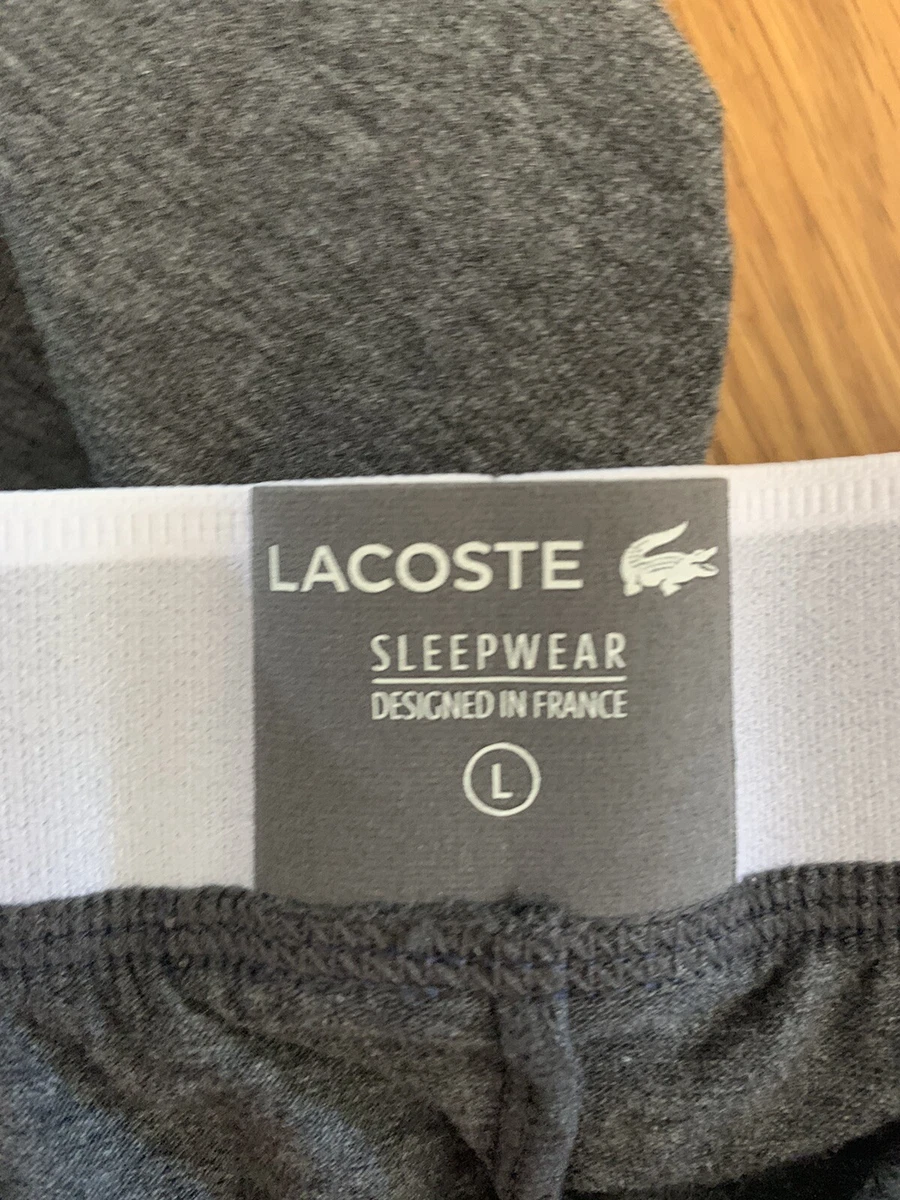 LACOSTE
SLEEPWEAR
DESIGNED IN FRANCE
L